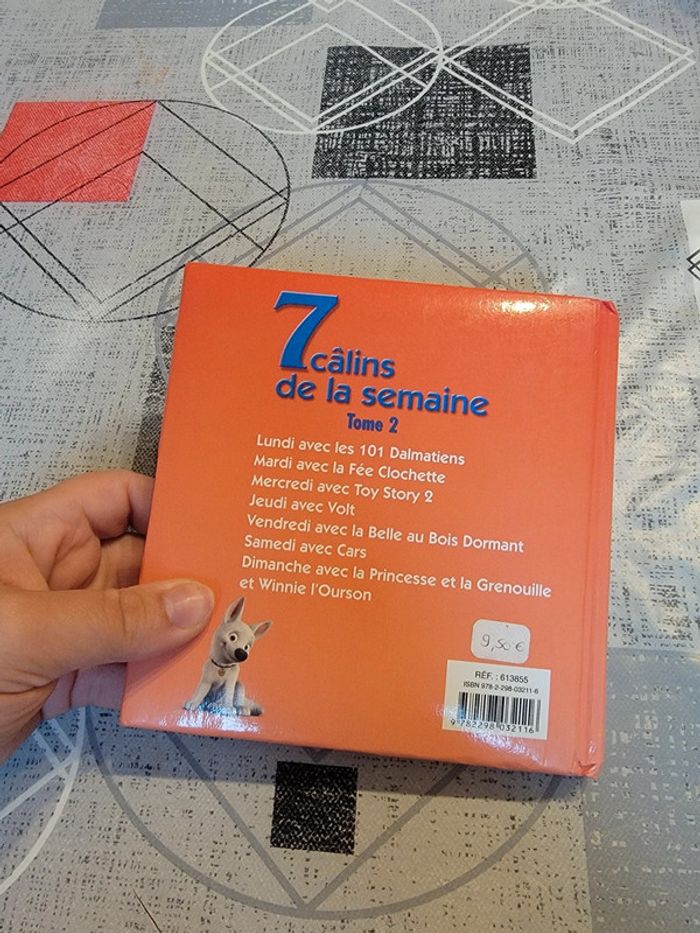 7 câlins
de la semaine
Tome 2
Lundi avec les 101 Dalmatiens
Mardi avec la Fée Clochette
Mercredi avec Toy Story 2
Jeudi avec Volt
Vendredi avec la Belle au Bois Dormant
Samedi avec Cars
Dimanche avec la Princesse et la Grenouille
et Winnie l'Ourson
9,50€
RÉF. : 613855
ISBN 978-2-298-03211-6
9 782298 032116